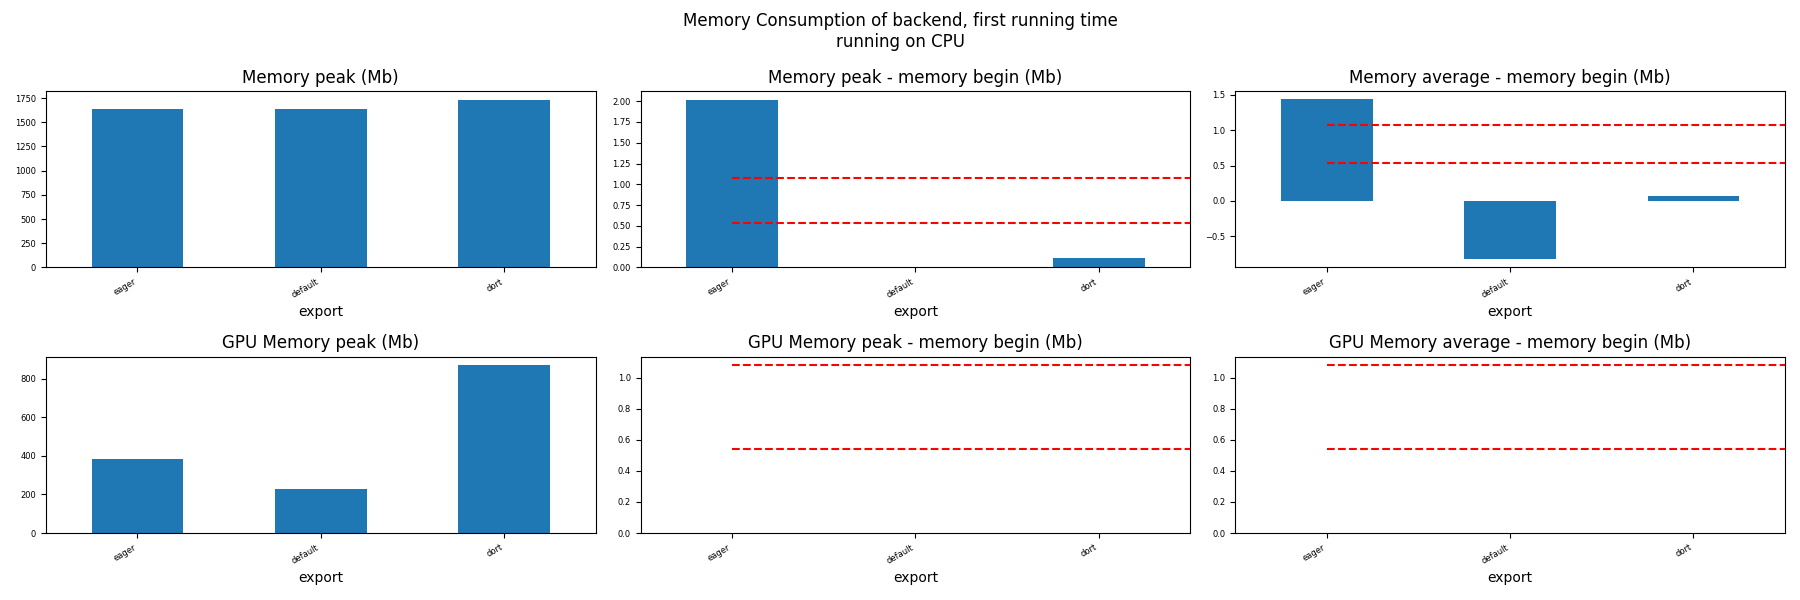 Memory Consumption of backend, first running time
running on CPU
Memory peak (Mb)
1750
1500
1250
1000
750
500
250
0
eager
default
dort
export
Memory peak - memory begin (Mb)
2.00
1.75
1.50
1.25
1.00
0.75
0.50
0.25
0.00
eager
default
dort
export
Memory average - memory begin (Mb)
1.5
1.0
0.5
0.0
−0.5
eager
default
dort
export
GPU Memory peak (Mb)
800
600
400
200
0
eager
default
dort
export
GPU Memory peak - memory begin (Mb)
1.0
0.8
0.6
0.4
0.2
0.0
eager
default
dort
export
GPU Memory average - memory begin (Mb)
1.0
0.8
0.6
0.4
0.2
0.0
eager
default
dort
export